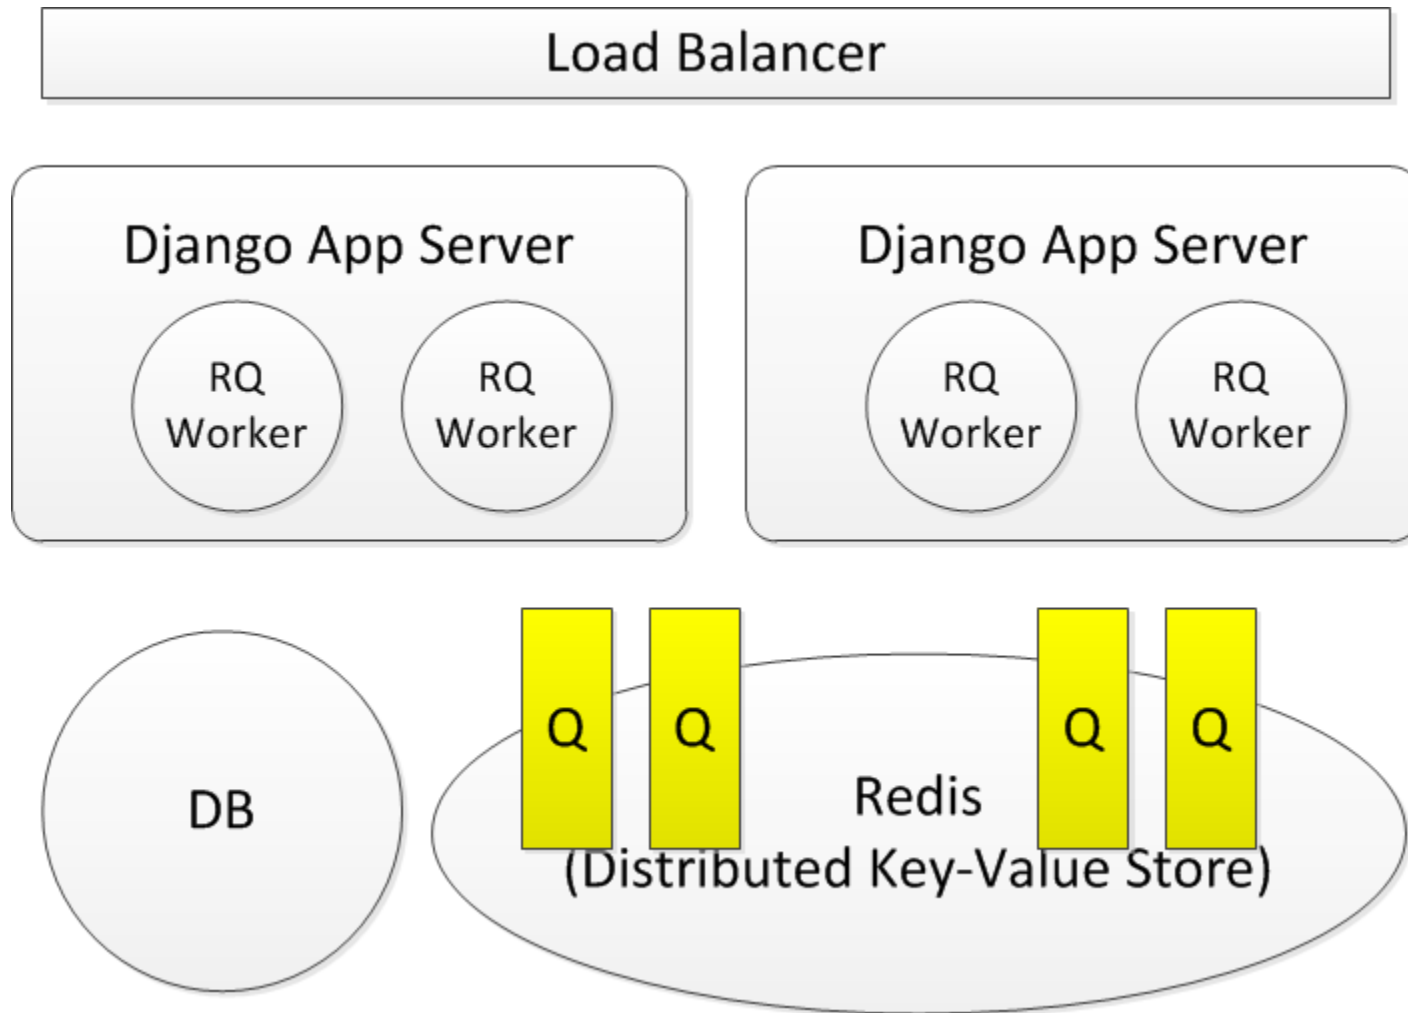 Load Balancer
Django App Server
Django App Server
RQ
Worker
RQ
Worker
RQ
Worker
RQ
Worker
Q
Q
Q
Q
DB
Redis
(Distributed Key-Value Store)